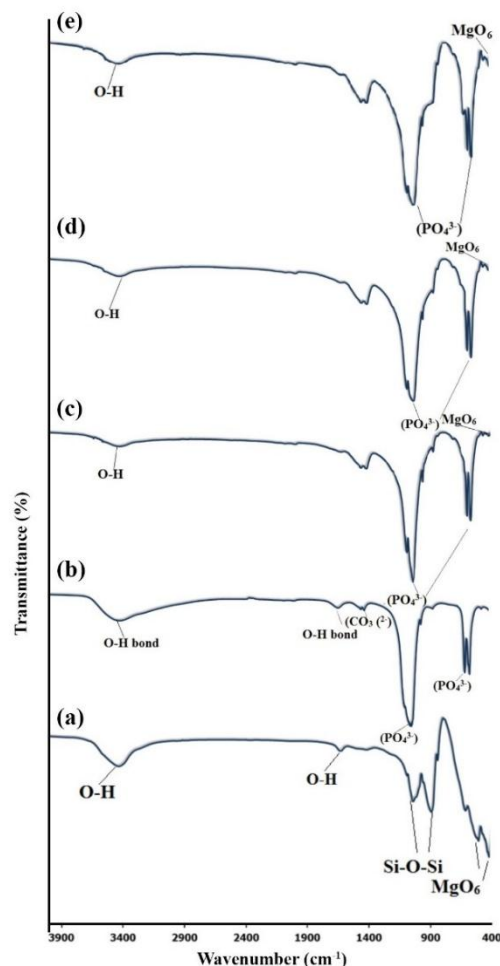 (e)
MgO₆
O-H
(PO₄³⁻)
(d)
MgO₆
O-H
(PO₄³⁻)
(c)
MgO₆
O-H
(PO₄³⁻)
(b)
O-H bond
O-H bond
(CO₃ (²⁻)
(PO₄³⁻)
(PO₄³⁻)
(a)
O-H
O-H
Si-O-Si
MgO₆
Transmittance (%)
3900 3400 2900 2400 1900 1400 900 400
Wavenumber (cm⁻¹)